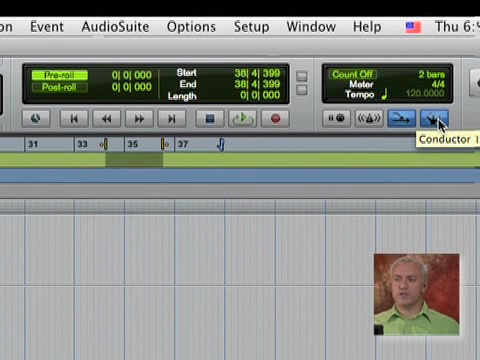 on Event AudioSuite Options Setup Window Help Thu 6:
Pre-roll 0| 0| 000
Post-roll 0| 0| 000
Start 38| 4| 399
End 38| 4| 399
Length 0| 0| 000
Count Off 2 bars
Meter 4/4
Tempo 120.0000
Conductor
31 33 35 37